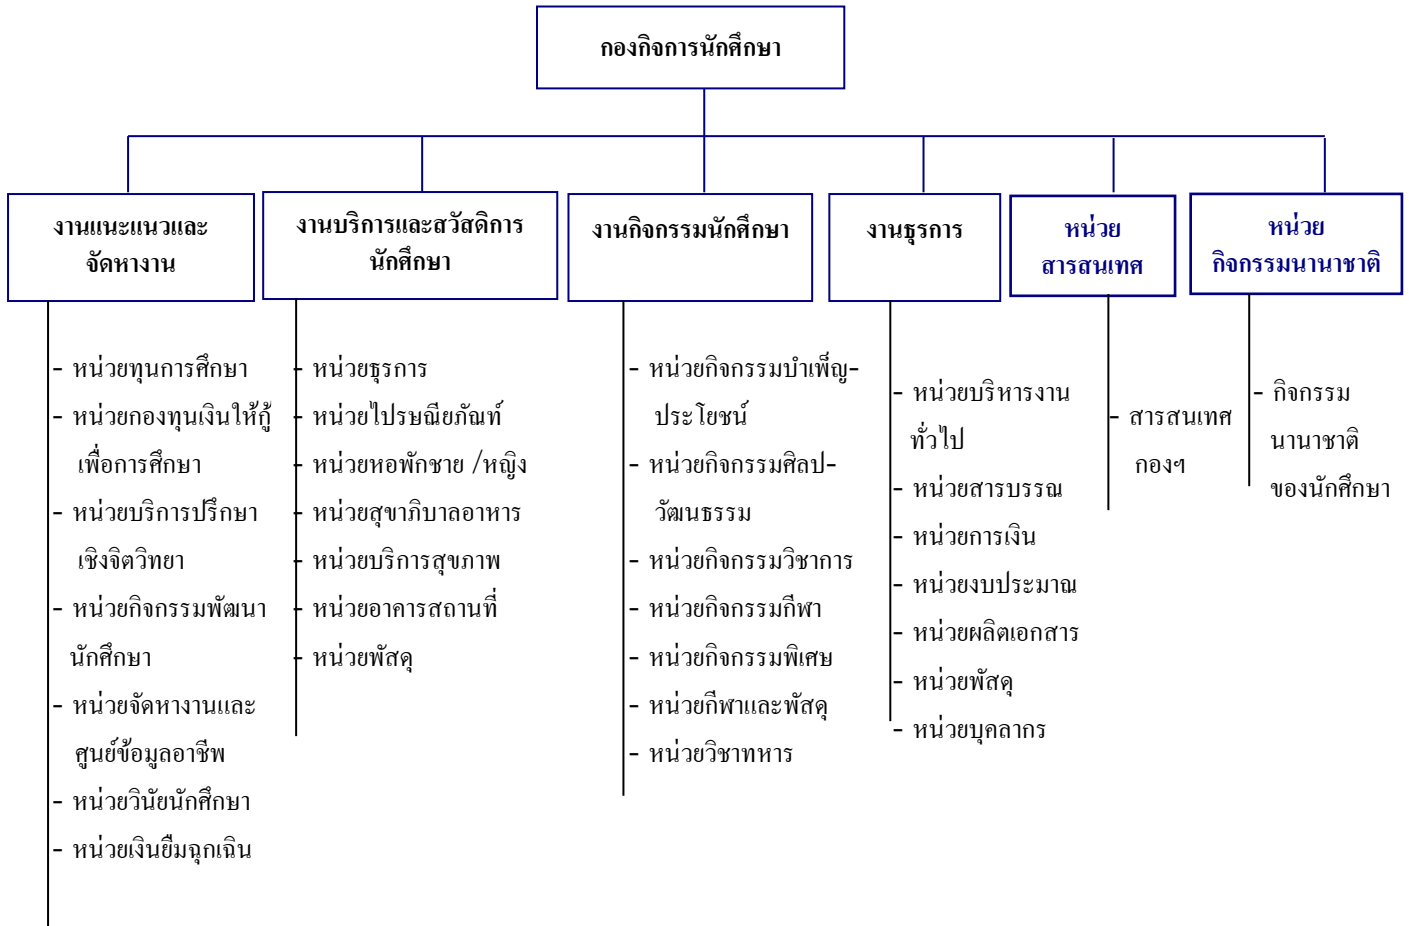 กองกิจการนักศึกษา
งานแนะแนวและ
จัดหางาน
- หน่วยทุนการศึกษา
- หน่วยกองทุนเงินให้กู้
เพื่อการศึกษา
- หน่วยบริการปรึกษา
เชิงจิตวิทยา
- หน่วยกิจกรรมพัฒนา
นักศึกษา
- หน่วยจัดหางานและ
ศูนย์ข้อมูลอาชีพ
- หน่วยวินัยนักศึกษา
- หน่วยเงินยืมฉุกเฉิน
งานบริการและสวัสดิการ
นักศึกษา
- หน่วยธุรการ
- หน่วยไปรษณียภัณฑ์
- หน่วยหอพักชาย /หญิง
- หน่วยสุขาภิบาลอาหาร
- หน่วยบริการสุขภาพ
- หน่วยอาคารสถานที่
- หน่วยพัสดุ
งานกิจกรรมนักศึกษา
- หน่วยกิจกรรมบำเพ็ญ-
ประโยชน์
- หน่วยกิจกรรมศิลป-
วัฒนธรรม
- หน่วยกิจกรรมวิชาการ
- หน่วยกิจกรรมกีฬา
- หน่วยกิจกรรมพิเศษ
- หน่วยกีฬาและพัสดุ
- หน่วยวิชาทหาร
งานธุรการ
- หน่วยบริหารงาน
ทั่วไป
- หน่วยสารบรรณ
- หน่วยการเงิน
- หน่วยงบประมาณ
- หน่วยผลิตเอกสาร
- หน่วยพัสดุ
- หน่วยบุคลากร
หน่วย
สารสนเทศ
- สารสนเทศ
กองฯ
หน่วย
กิจกรรมนานาชาติ
- กิจกรรม
นานาชาติ
ของนักศึกษา